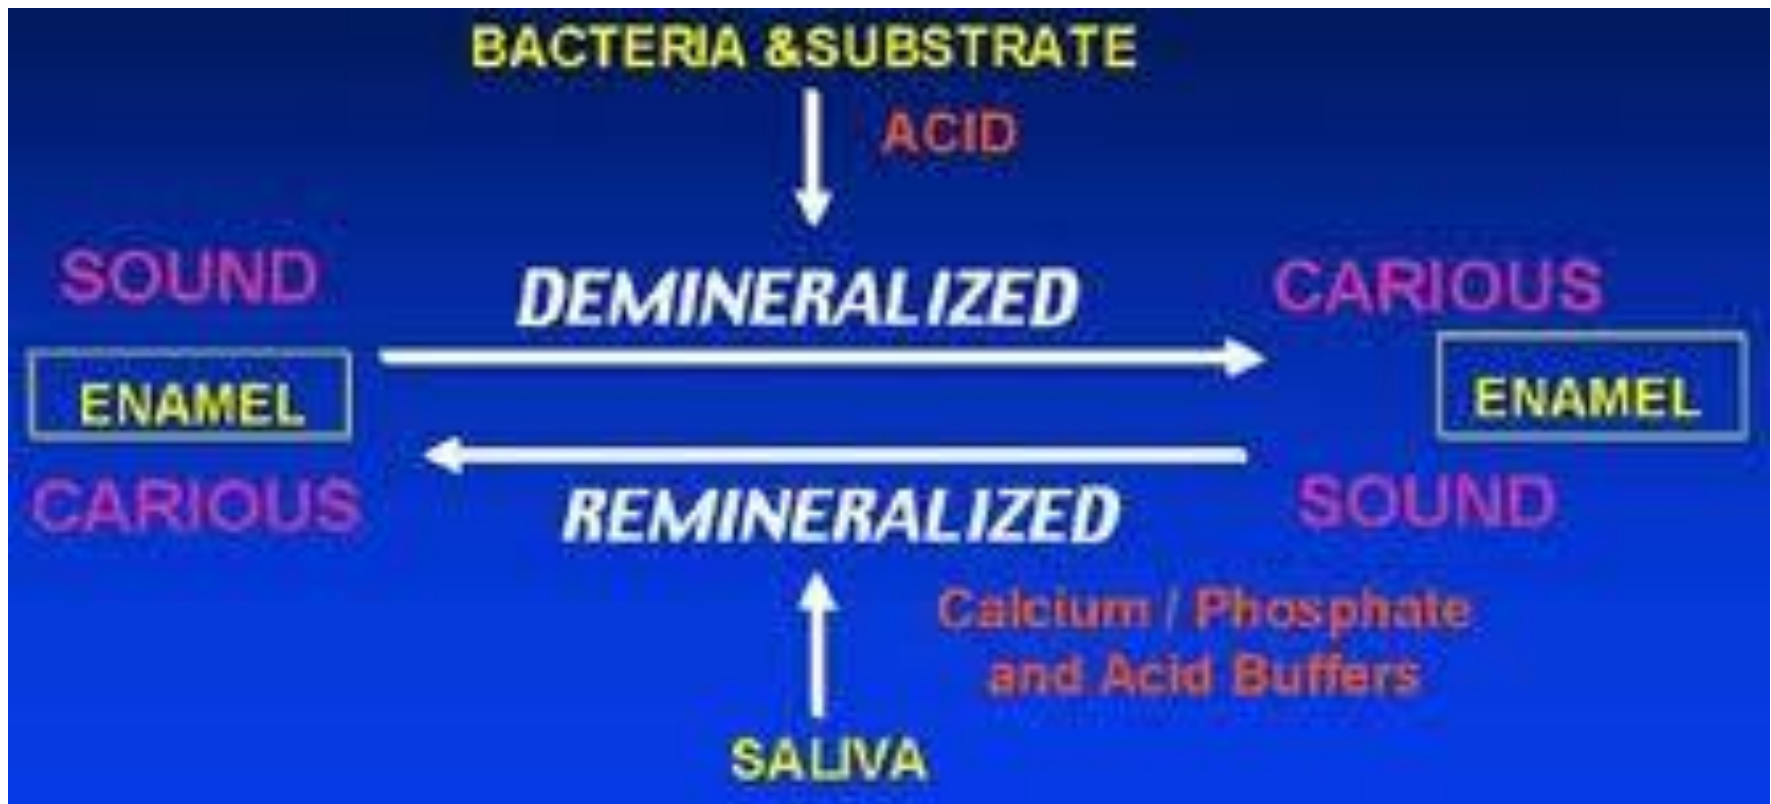 BACTERIA &SUBSTRATE
ACID
SOUND
DEMINERALIZED
CARIOUS
ENAMEL
ENAMEL
CARIOUS
REMINERALIZED
SOUND
Calcium / Phosphate
and Acid Buffers
SALIVA